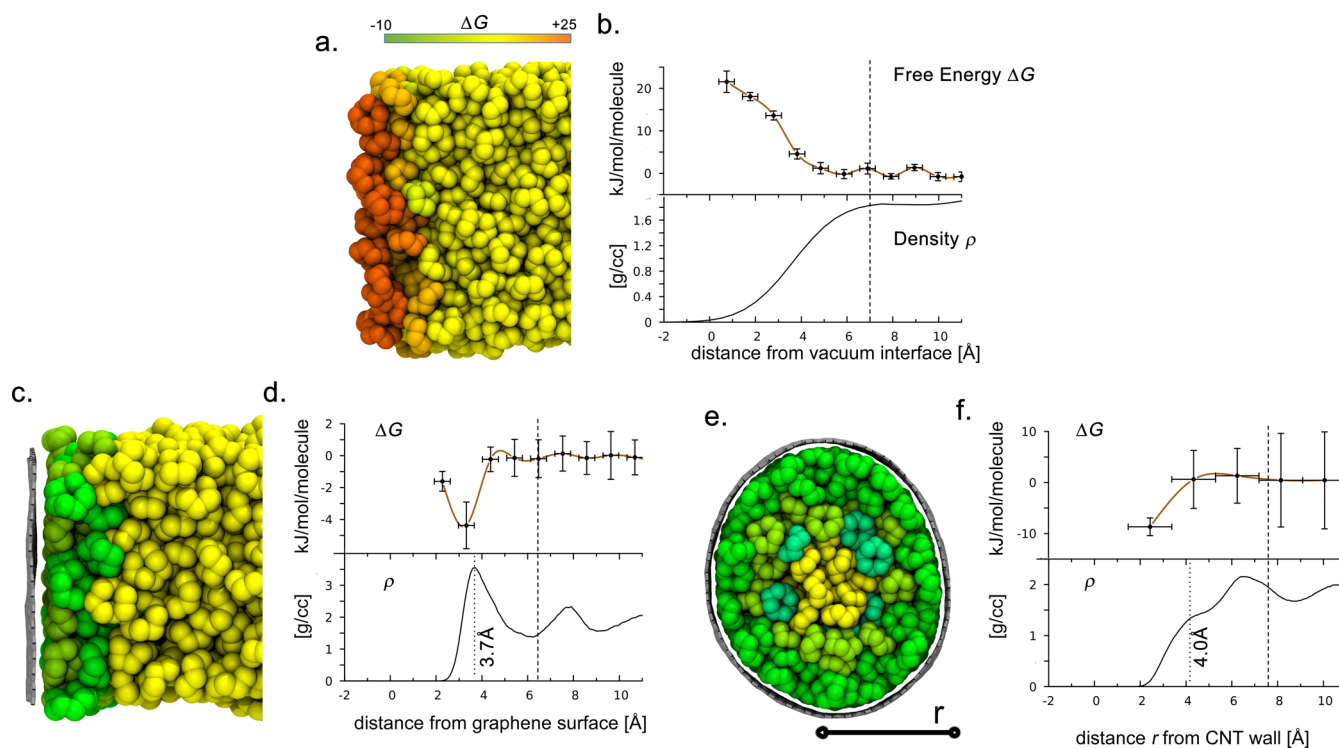 a.
-10 ΔG +25
b.
Free Energy ΔG
kJ/mol/molecule
20
10
0
Density ρ
[g/cc]
1.6
1.2
0.8
0.4
0
-2 0 2 4 6 8 10
distance from vacuum interface [Å]
c.
d.
ΔG
kJ/mol/molecule
2
0
-2
-4
ρ
[g/cc]
3
2
1
0
3.7Å
-2 0 2 4 6 8 10
distance from graphene surface [Å]
e.
r
f.
ΔG
kJ/mol/molecule
10
0
-10
ρ
[g/cc]
2
1
0
4.0Å
-2 0 2 4 6 8 10
distance r from CNT wall [Å]